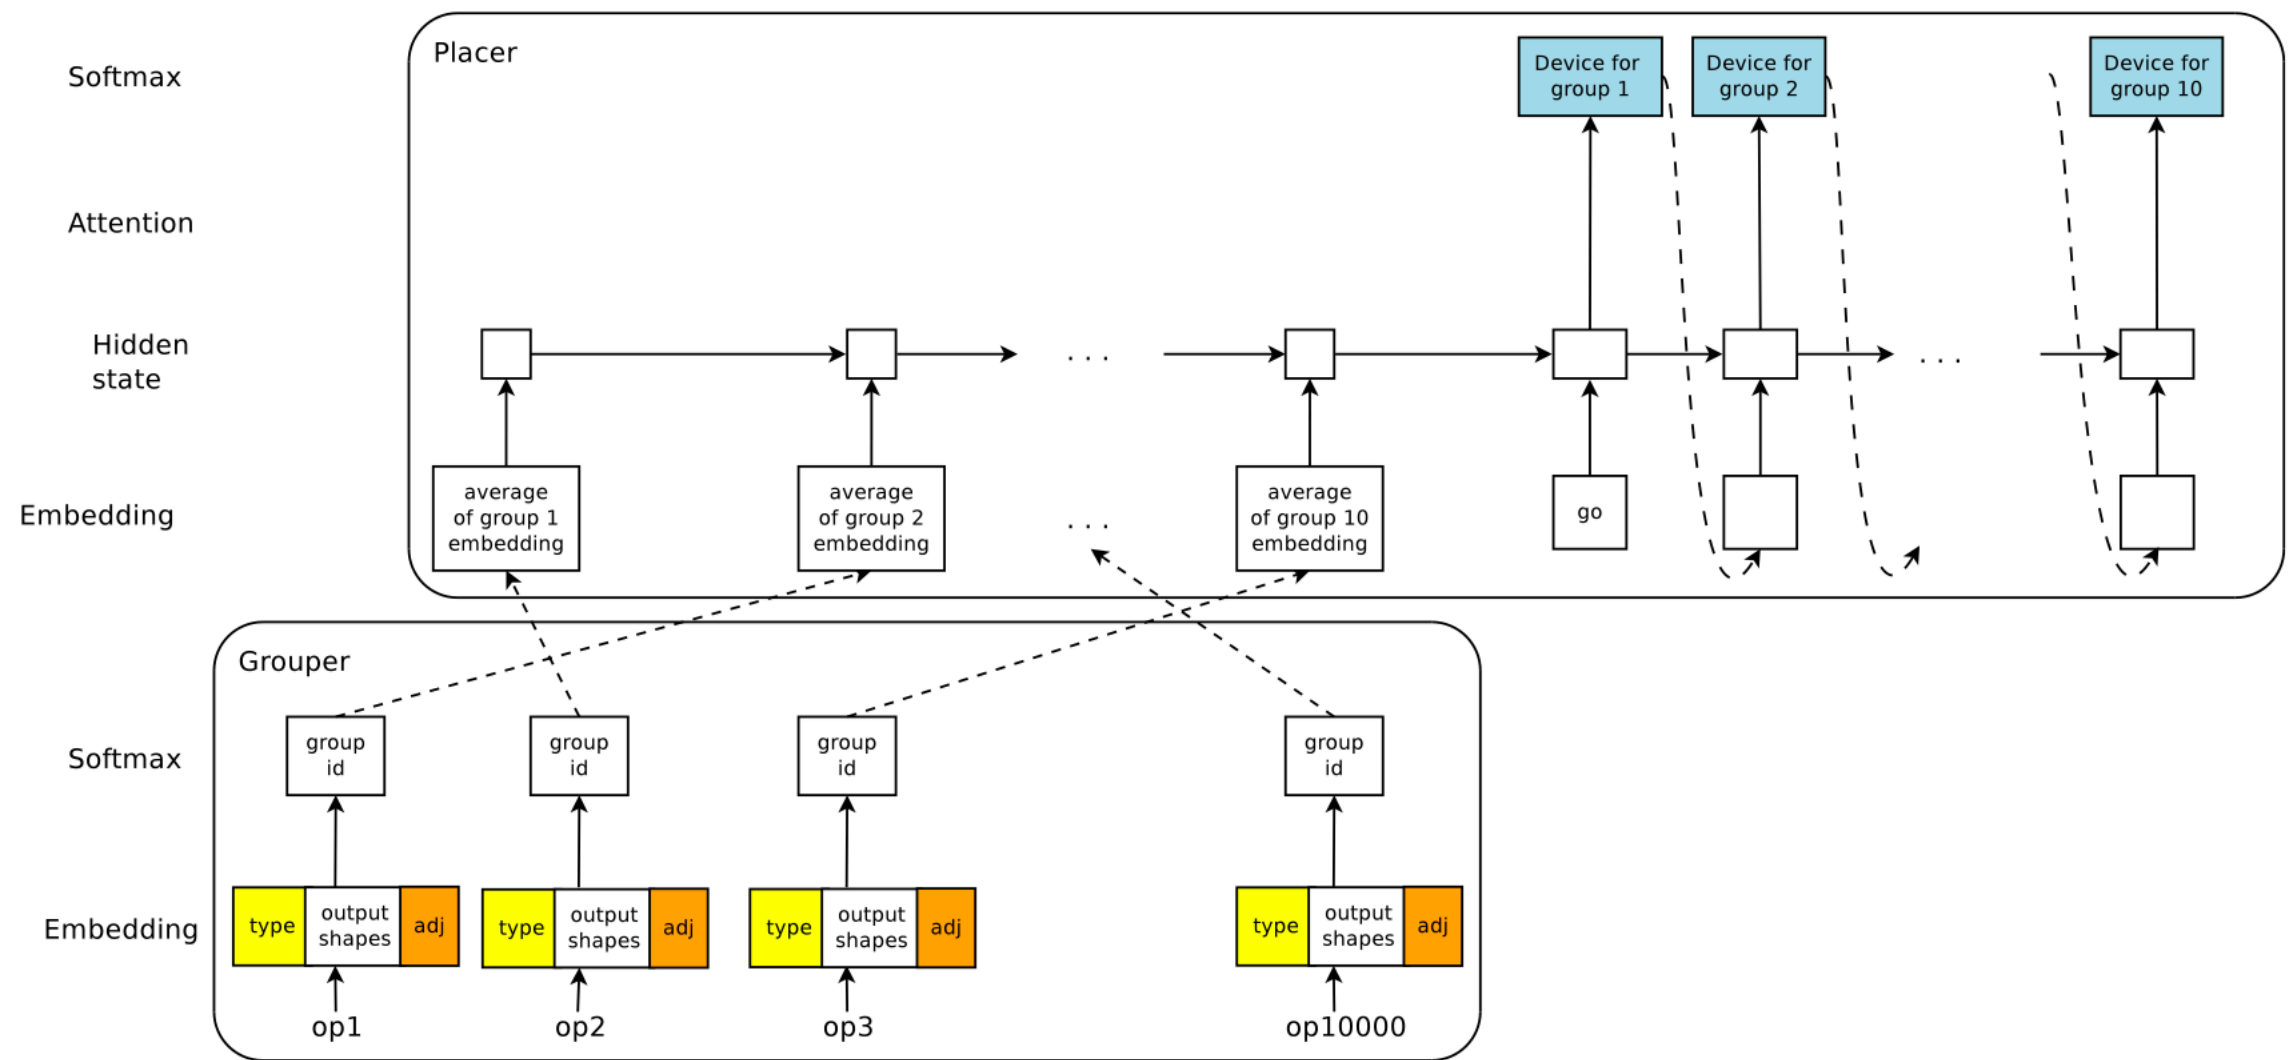 Placer
Softmax
Device for
group 1
Device for
group 2
Device for
group 10
Attention
Hidden
state
. . .
. . .
Embedding
average
of group 1
embedding
average
of group 2
embedding
. . .
average
of group 10
embedding
go
Grouper
Softmax
group
id
group
id
group
id
group
id
Embedding
type
output
shapes
adj
type
output
shapes
adj
type
output
shapes
adj
type
output
shapes
adj
op1
op2
op3
op10000